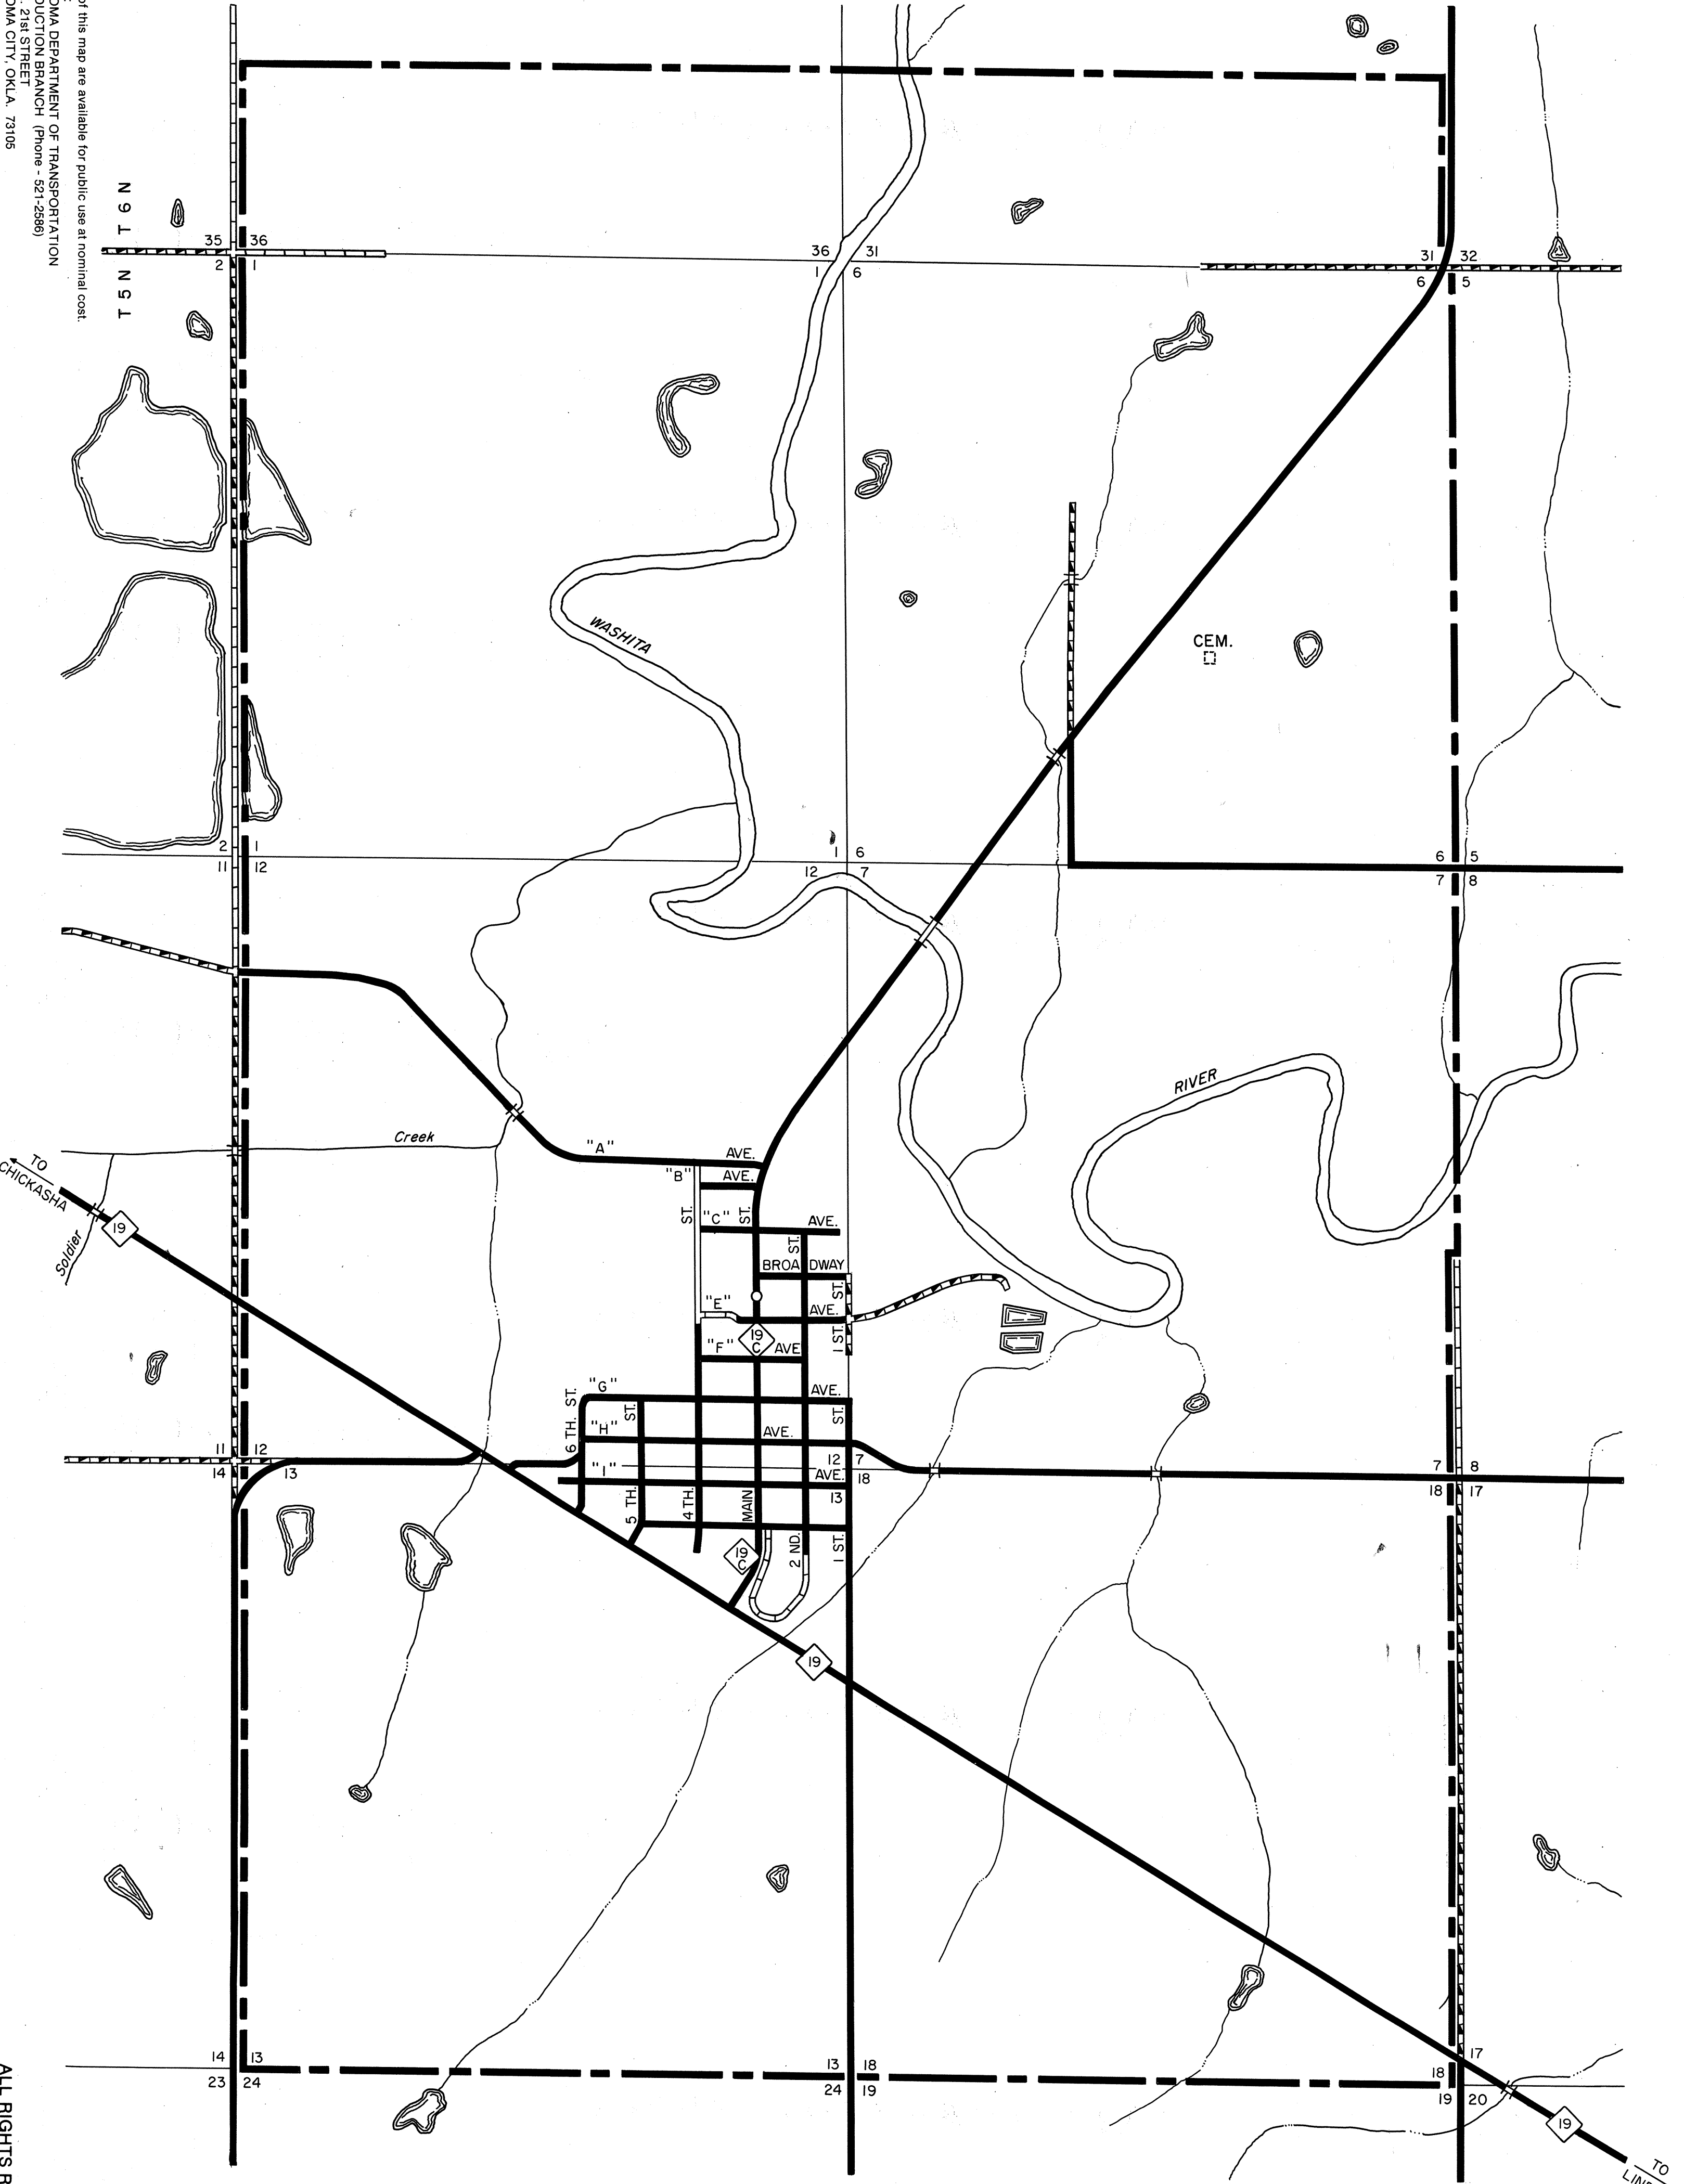 of this map are available for public use at nominal cost.
OMA DEPARTMENT OF TRANSPORTATION
UCTION BRANCH (Phone - 521-2586)
. 21st STREET
OMA CITY, OKLA. 73105
T 6 N
T 5 N
35 36
2 1
36 31
1 6
31 32
6 5
WASHITA
CEM.
2 1
11 12
1 6
12 7
6 5
7 8
RIVER
Creek
TO
CHICKASHA
19
Soldier
"A" AVE.
"B" AVE.
ST.
"C" ST. AVE.
ST.
BROADWAY
ST.
"E" AVE.
19
C
1 ST.
"F" AVE
6 TH. ST.
"G" AVE.
ST.
ST.
"H" AVE.
11 12
14 13
12 7
"I" AVE. 18
13
7 8
18 17
5 TH.
4 TH.
MAIN
2 ND.
1 ST.
19
C
19
14 13
23 24
13 18
24 19
17
18
19 20
19
TO
LIN
ALL RIGHTS R